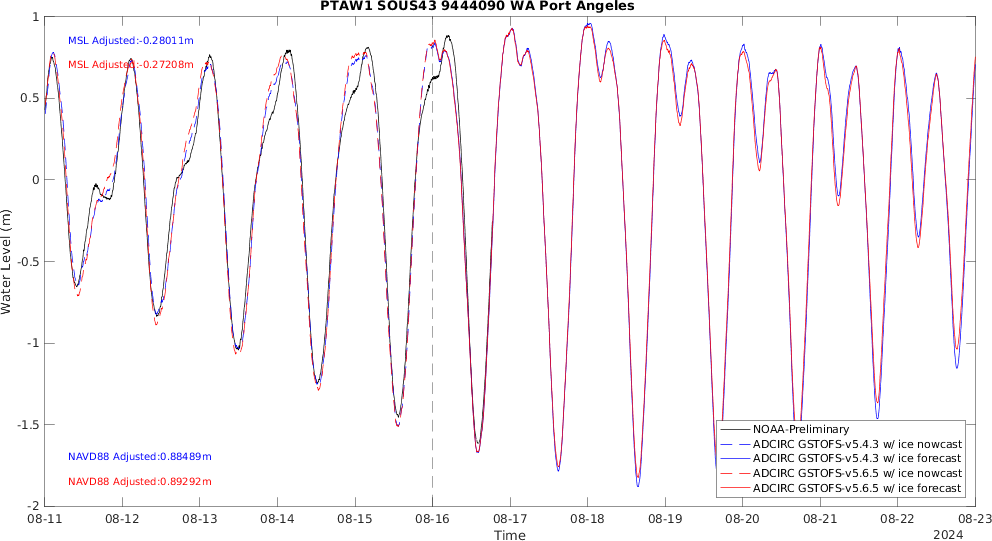 PTAW1 SOUS43 9444090 WA Port Angeles
1
0.5
0
-0.5
-1
-1.5
-2
Water Level (m)
MSL Adjusted:-0.28011m
MSL Adjusted:-0.27208m
NAVD88 Adjusted:0.88489m
NAVD88 Adjusted:0.89292m
NOAA-Preliminary
ADCIRC GSTOFS-v5.4.3 w/ ice nowcast
ADCIRC GSTOFS-v5.4.3 w/ ice forecast
ADCIRC GSTOFS-v5.6.5 w/ ice nowcast
ADCIRC GSTOFS-v5.6.5 w/ ice forecast
08-11 08-12 08-13 08-14 08-15 08-16 08-17 08-18 08-19 08-20 08-21 08-22 08-23
Time
2024